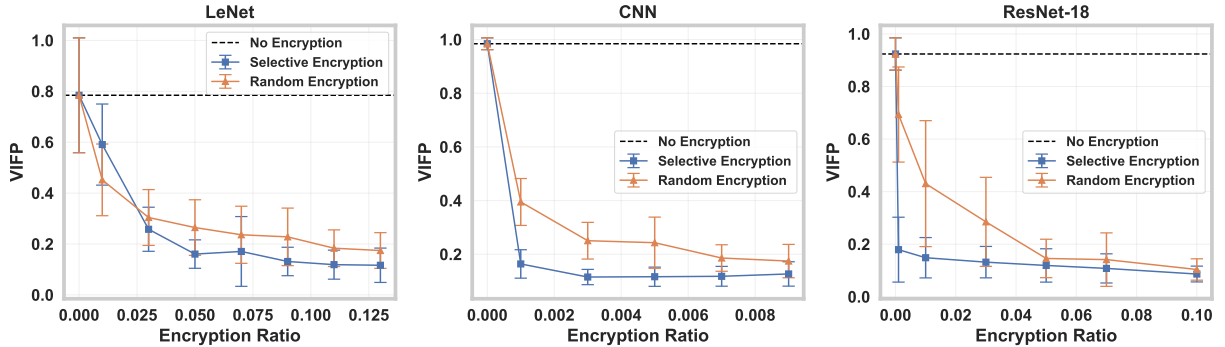 LeNet
VIFP
1.0
0.8
0.6
0.4
0.2
0.0
No Encryption
Selective Encryption
Random Encryption
0.000 0.025 0.050 0.075 0.100 0.125
Encryption Ratio
CNN
VIFP
1.0
0.8
0.6
0.4
0.2
No Encryption
Selective Encryption
Random Encryption
0.000 0.002 0.004 0.006 0.008
Encryption Ratio
ResNet-18
VIFP
1.0
0.8
0.6
0.4
0.2
0.0
No Encryption
Selective Encryption
Random Encryption
0.00 0.02 0.04 0.06 0.08 0.10
Encryption Ratio